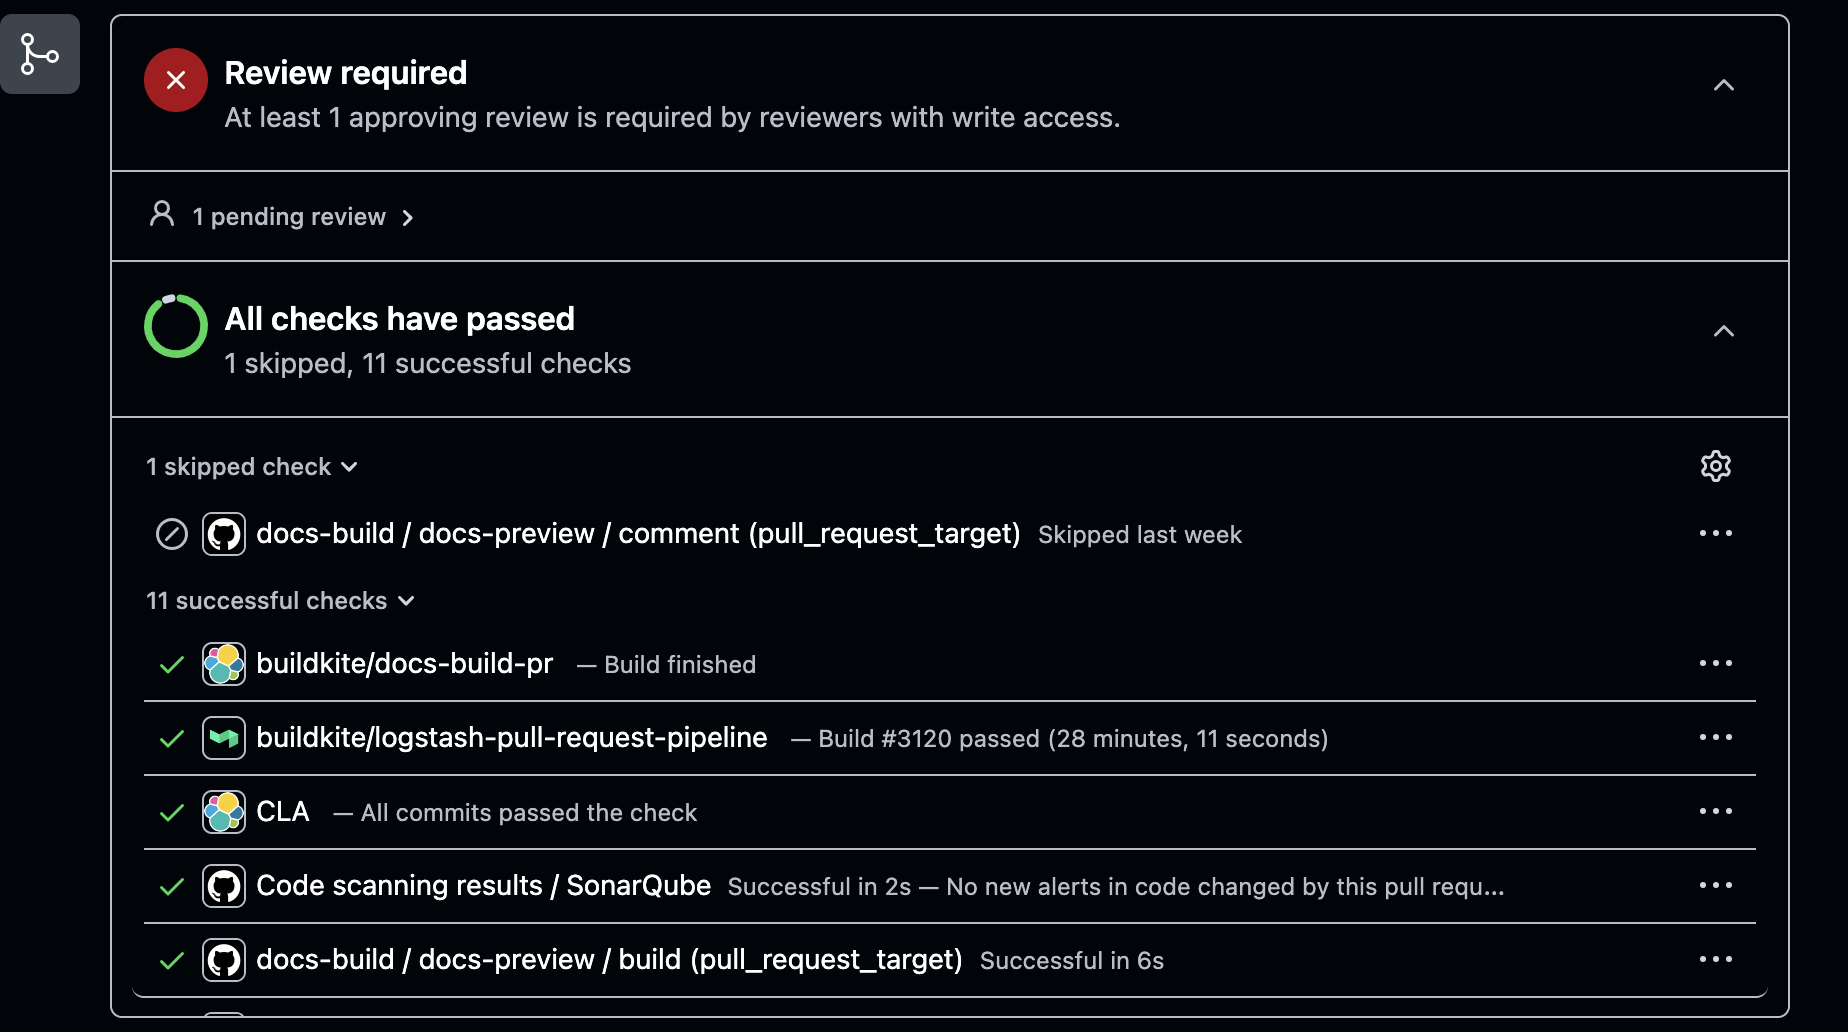 Review required
At least 1 approving review is required by reviewers with write access.
1 pending review
All checks have passed
1 skipped, 11 successful checks
1 skipped check
docs-build / docs-preview / comment (pull_request_target) Skipped last week
11 successful checks
buildkite/docs-build-pr — Build finished
buildkite/logstash-pull-request-pipeline — Build #3120 passed (28 minutes, 11 seconds)
CLA — All commits passed the check
Code scanning results / SonarQube Successful in 2s — No new alerts in code changed by this pull requ...
docs-build / docs-preview / build (pull_request_target) Successful in 6s